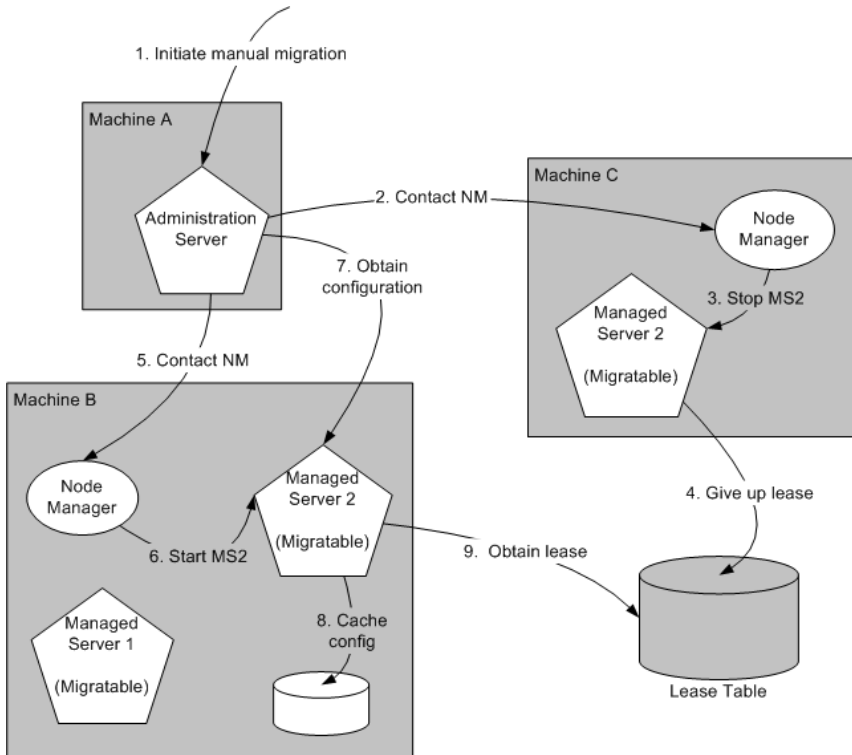 1. Initiate manual migration
Machine A
Administration
Server
2. Contact NM
Machine C
Node
Manager
3. Stop MS2
Managed
Server 2
(Migratable)
4. Give up lease
Lease Table
5. Contact NM
7. Obtain
configuration
Machine B
Node
Manager
6. Start MS2
Managed
Server 2
(Migratable)
8. Cache
config
9.  Obtain lease
Managed
Server 1
(Migratable)